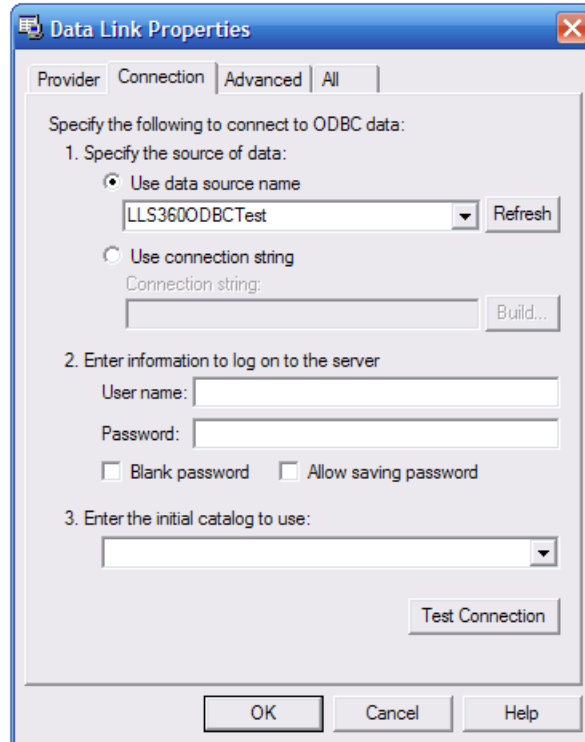 Data Link Properties
Provider Connection Advanced All
Specify the following to connect to ODBC data:
1. Specify the source of data:
Use data source name
LLS360ODBCTest Refresh
Use connection string
Connection string:
Build...
2. Enter information to log on to the server
User name:
Password:
Blank password Allow saving password
3. Enter the initial catalog to use:
Test Connection
OK Cancel Help